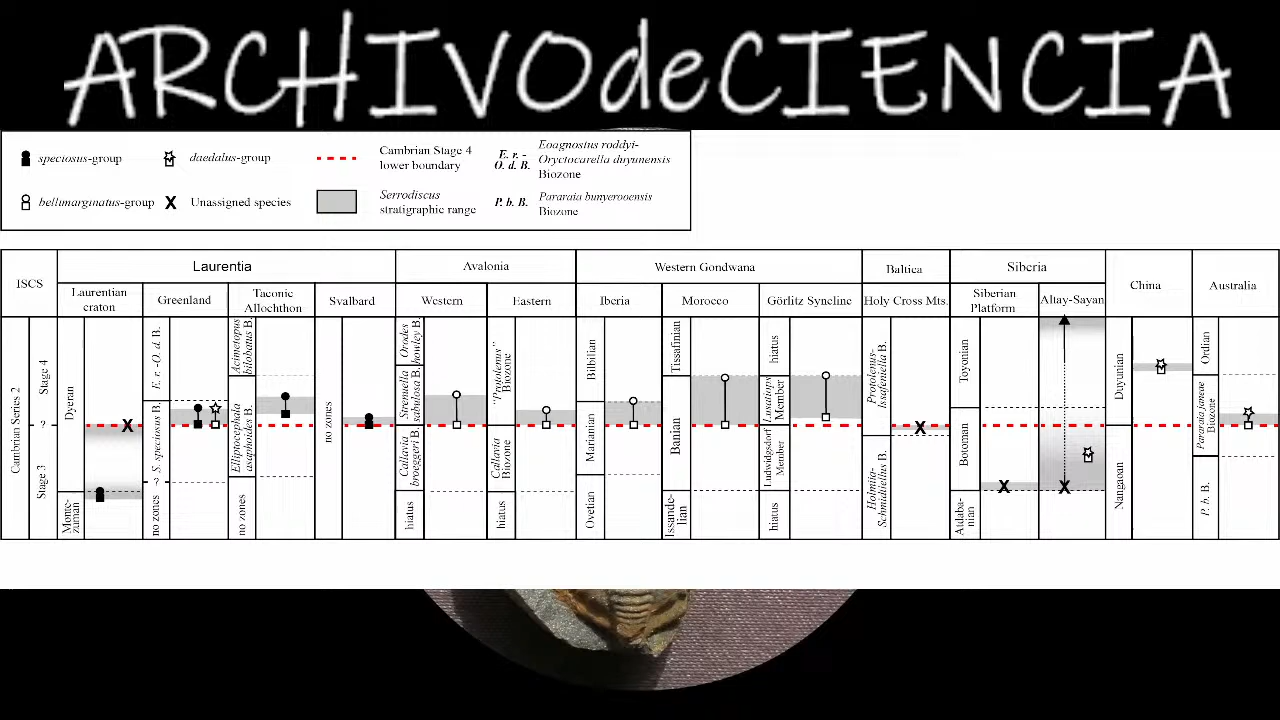 ARCHIVOdeCIENCIA
speciosus-group
daedalus-group
Cambrian Stage 4
lower boundary
E. r. -
O. d. B.
Eoagnostus roddyi-
Oryctocarella duyunensis
Biozone
bellimarginatus-group
X Unassigned species
Serrodiscus
stratigraphic range
P. b. B.
Pararaia bunyerooensis
Biozone
ISCS
Laurentia
Avalonia
Western Gondwana
Baltica
Siberia
China
Australia
Laurentian
craton
Greenland
Taconic
Allochthon
Svalbard
Western
Eastern
Iberia
Morocco
Görlitz Syncline
Holy Cross Mts.
Siberian
Platform
Altay-Sayan
Cambrian Series 2
Stage 4
?
Stage 3
Dyeran
Montezuman
X
E. r. -O. d. B.
S. speciosus B.
?
no zones
Acimetopus
bilobatus B.
Elliptocephala
asaphoides B.
no zones
no zones
Orodes
howleyi B.
Strenuella
sabulosa B.
Callavia
broeggeri B.
hiatus
"Protolenus"
Biozone
Callavia
Biozone
hiatus
Bilbilian
Marianian
Ovetian
Tissafinian
Banian
Issande-
lian
hiatus
Lusatiops
Member
Ludwigsdorf
Member
hiatus
Protolenus-
Issafeniella B.
Holmia-
Schmidtiellus B.
X
Toyonian
Botoman
Atdaba-
nian
X
X
Duyunian
Nangaoan
Ordian
Pararaia janeae
Biozone
P. b. B.